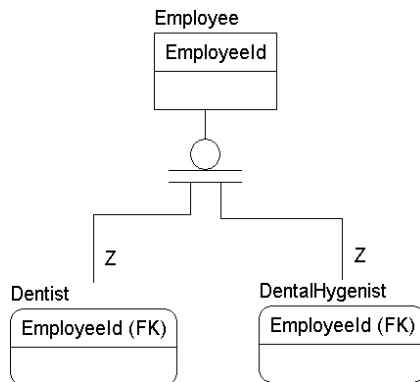 Employee
EmployeeId
Z
Z
Dentist
DentalHygenist
EmployeeId (FK)
EmployeeId (FK)